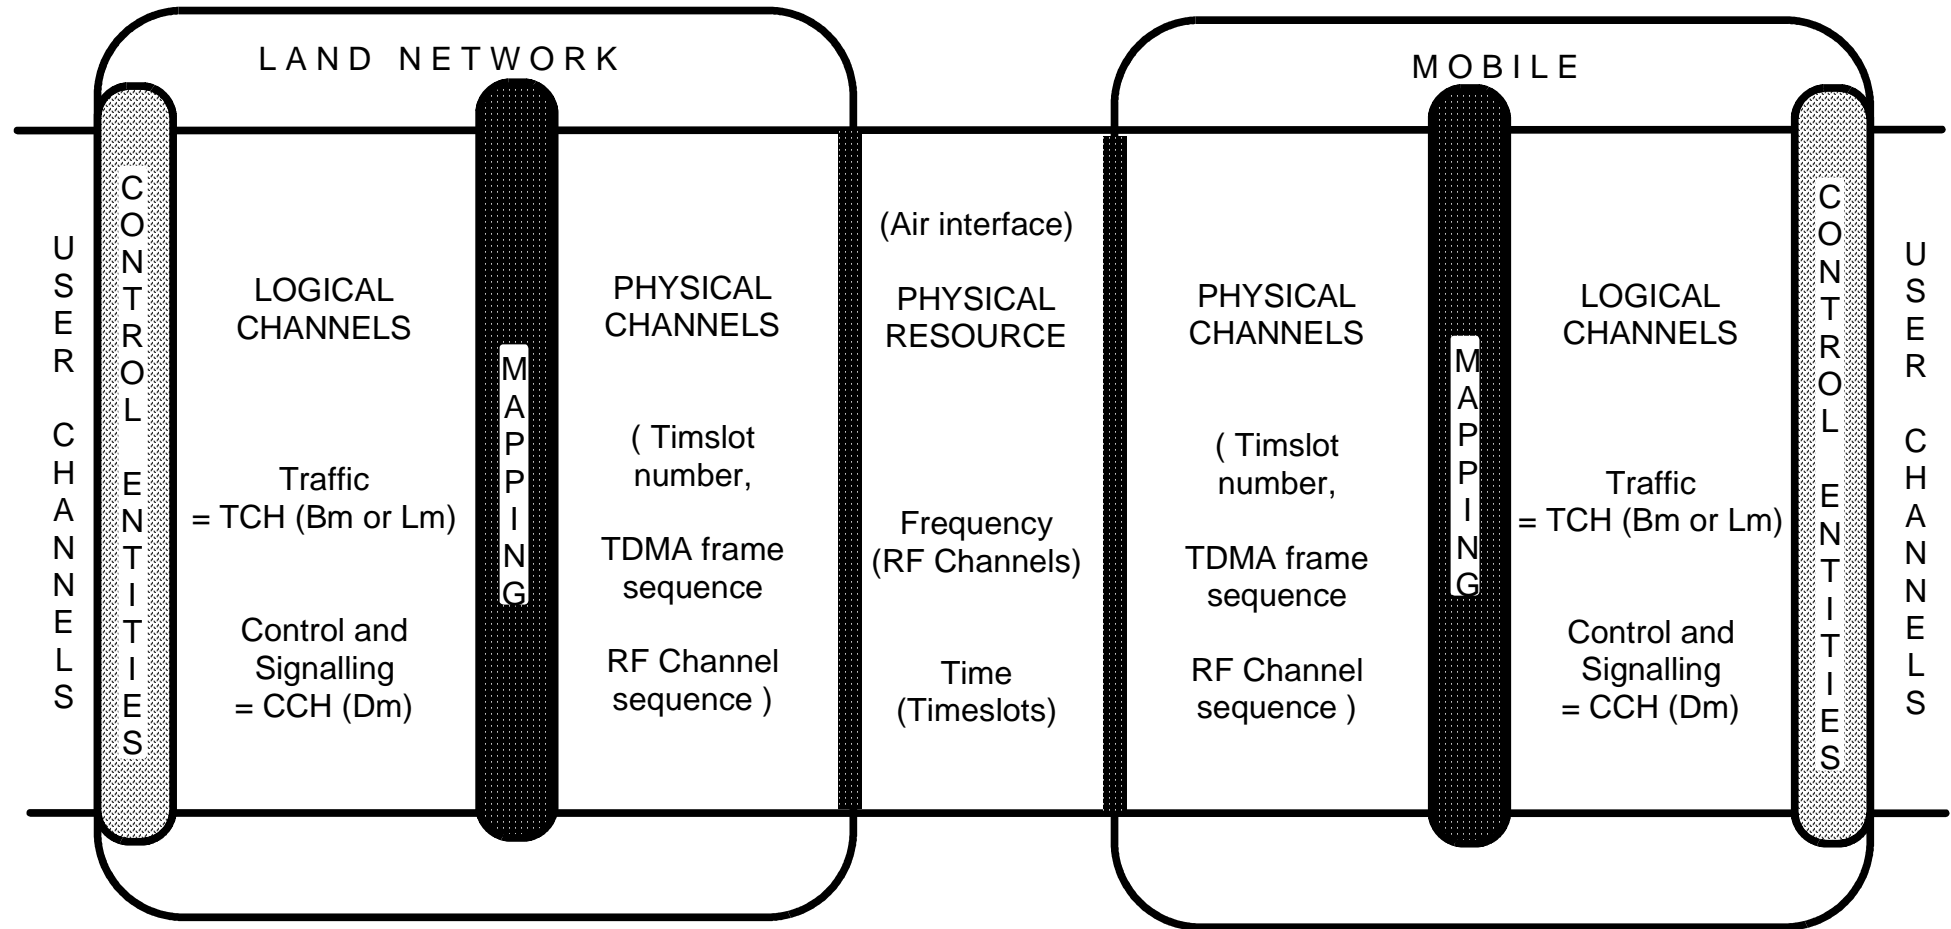 LAND NETWORK
MOBILE
USER CHANNELS
CONTROL ENTITIES
LOGICAL
CHANNELS
Traffic
= TCH (Bm or Lm)
Control and
Signalling
= CCH (Dm)
MAPPING
PHYSICAL
CHANNELS
( Timslot
number,
TDMA frame
sequence
RF Channel
sequence )
(Air interface)
PHYSICAL
RESOURCE
Frequency
(RF Channels)
Time
(Timeslots)
PHYSICAL
CHANNELS
( Timslot
number,
TDMA frame
sequence
RF Channel
sequence )
MAPPING
LOGICAL
CHANNELS
Traffic
= TCH (Bm or Lm)
Control and
Signalling
= CCH (Dm)
CONTROL ENTITIES
USER CHANNELS